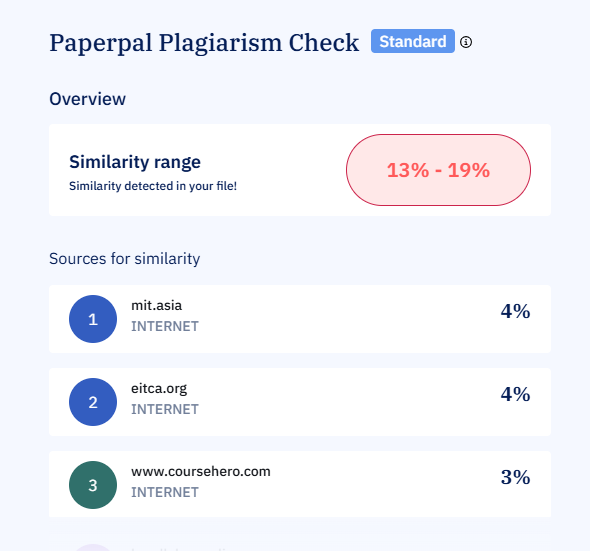 Paperpal Plagiarism Check Standard
Overview
Similarity range
Similarity detected in your file!
13% - 19%
Sources for similarity
1
mit.asia
INTERNET
4%
2
eitca.org
INTERNET
4%
3
www.coursehero.com
INTERNET
3%